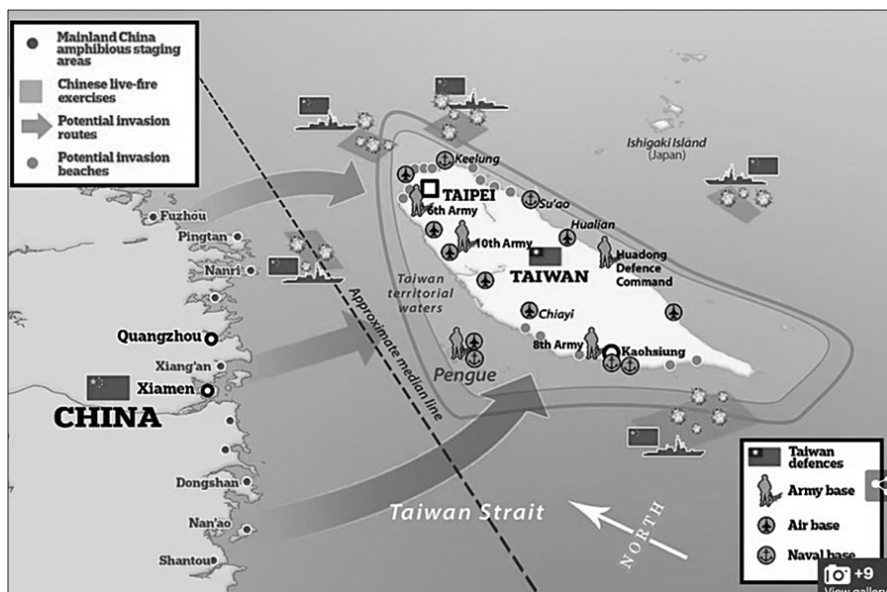 Mainland China
amphibious staging
areas
Chinese live-fire
exercises
Potential invasion
routes
Potential invasion
beaches
Fuzhou
Pingtan
Nanri
Quangzhou
Xiang'an
Xiamen
CHINA
Dongshan
Nan'ao
Shantou
Approximate median line
Taiwan Strait
Taiwan
territorial
waters
Pengue
Keelung
TAIPEI
6th Army
Su'ao
10th Army
Hualian
TAIWAN
Huadong
Defence
Command
Chiayi
8th Army
Kaohsiung
Ishigaki Island
(Japan)
NORTH
Taiwan
defences
Army base
Air base
Naval base
+9
View gallery